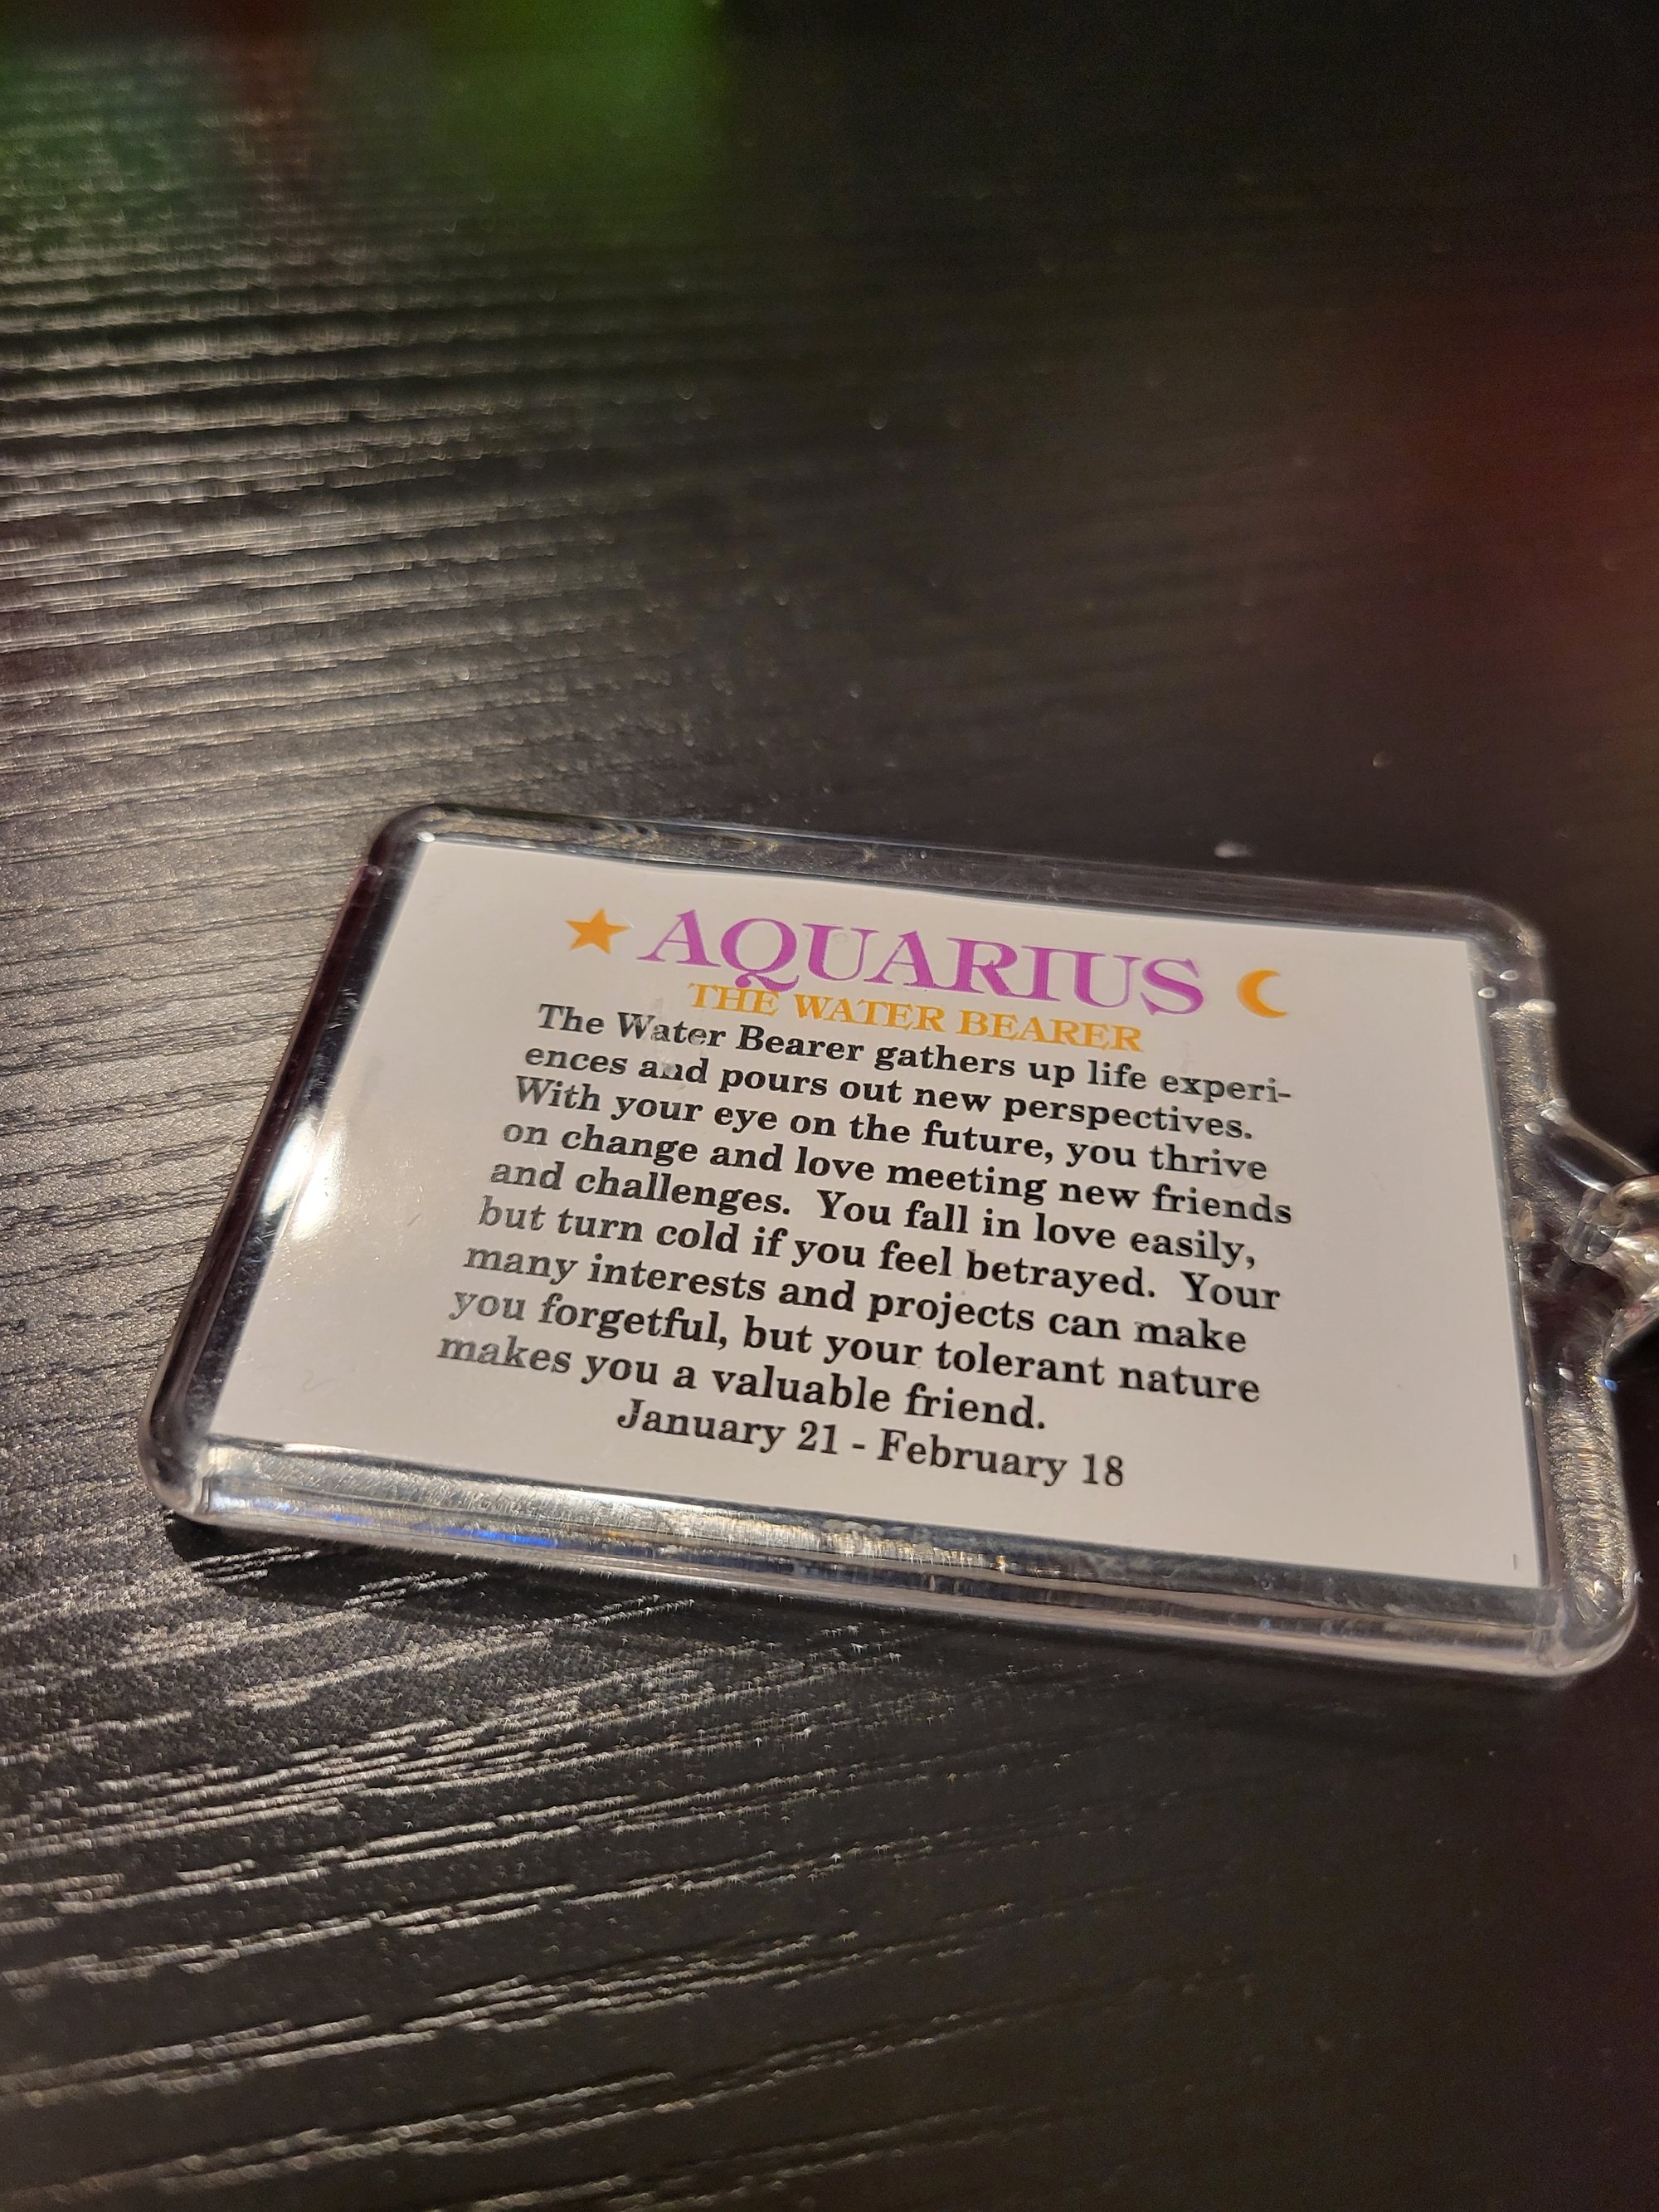 AQUARIUS
THE WATER BEARER
The Water Bearer gathers up life experi-
ences and pours out new perspectives.
With your eye on the future, you thrive
on change and love meeting new friends
and challenges.  You fall in love easily,
but turn cold if you feel betrayed.  Your
many interests and projects can make
you forgetful, but your tolerant nature
makes you a valuable friend.
January 21 - February 18